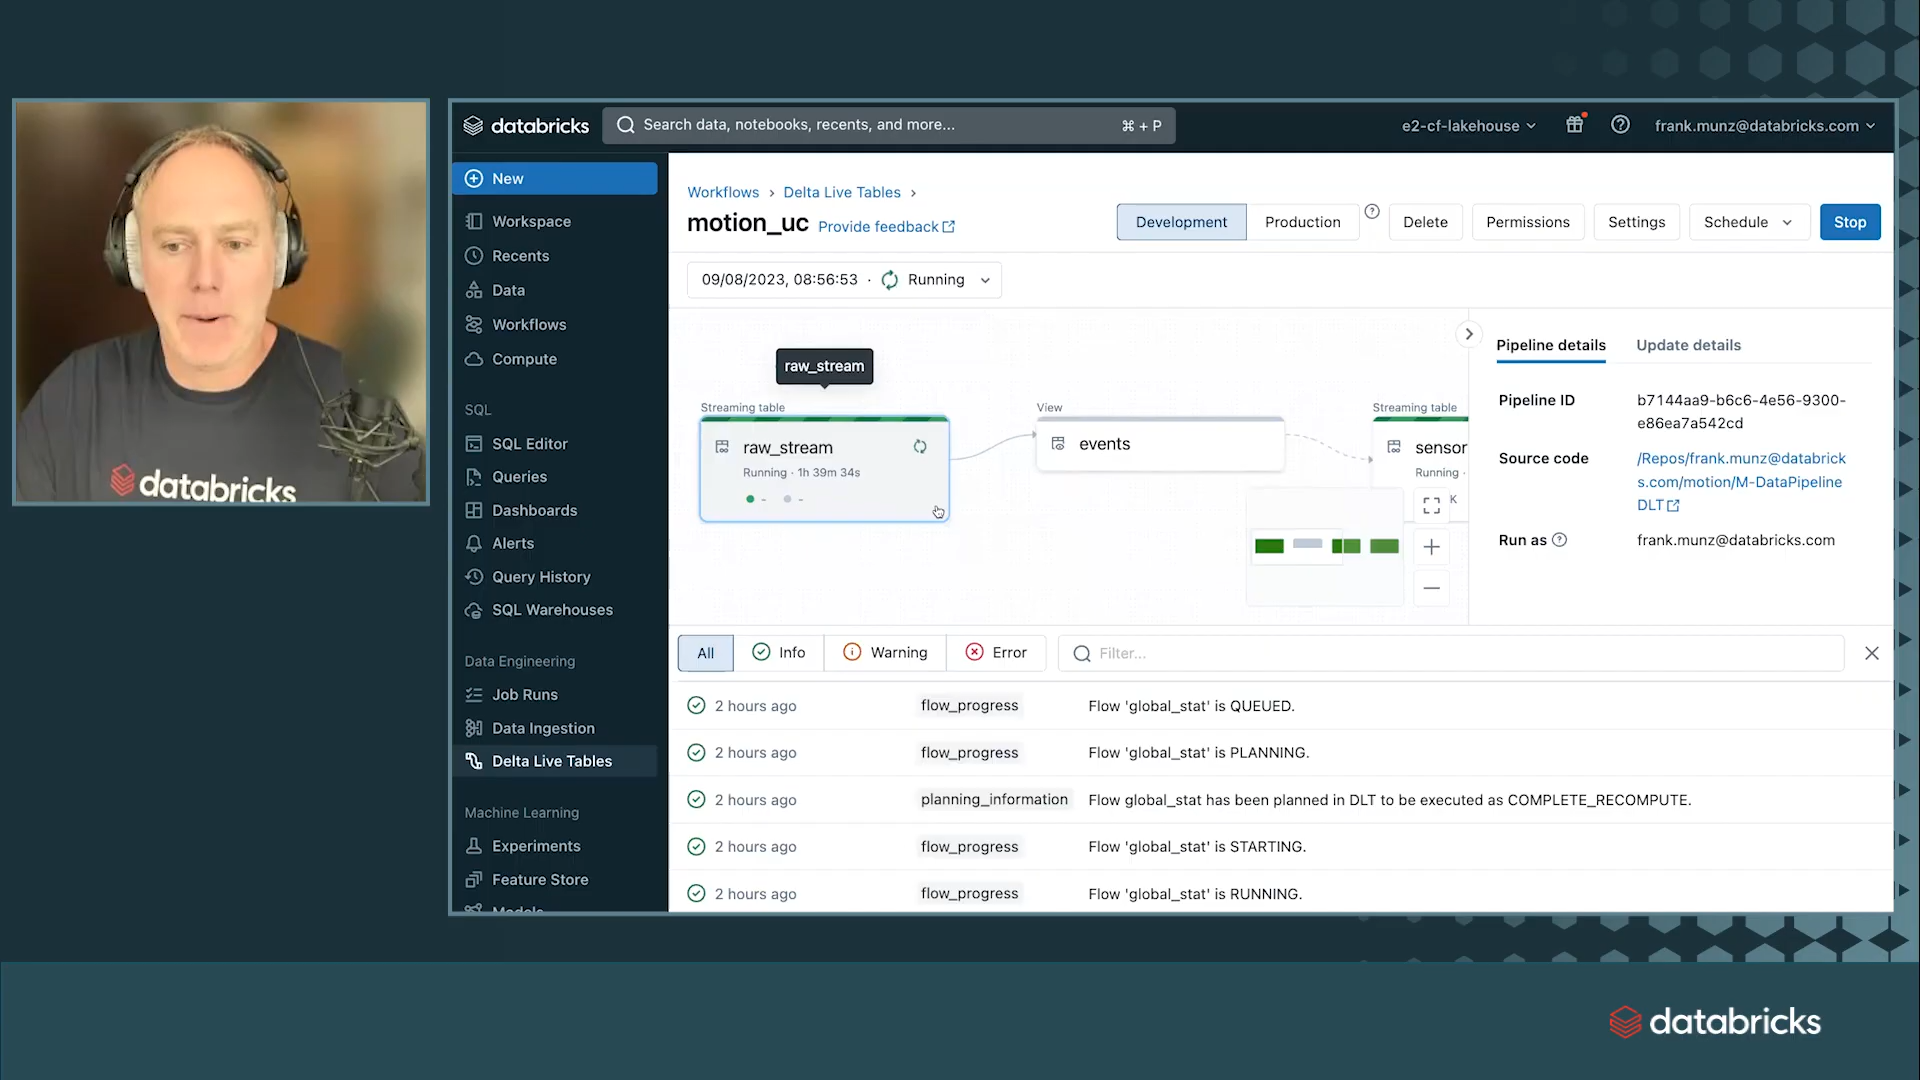 databricks
databricks
Search data, notebooks, recents, and more...
⌘ + P
e2-cf-lakehouse
frank.munz@databricks.com
New
Workspace
Recents
Data
Workflows
Compute
SQL
SQL Editor
Queries
Dashboards
Alerts
Query History
SQL Warehouses
Data Engineering
Job Runs
Data Ingestion
Delta Live Tables
Machine Learning
Experiments
Feature Store
Models
Workflows › Delta Live Tables ›
motion_uc Provide feedback
Development
Production
Delete
Permissions
Settings
Schedule
Stop
09/08/2023, 08:56:53 · Running
raw_stream
Streaming table
raw_stream
Running · 1h 39m 34s
- -
View
events
Streaming table
sensor
Running ·
K
Pipeline details
Update details
Pipeline ID
b7144aa9-b6c6-4e56-9300-
e86ea7a542cd
Source code
/Repos/frank.munz@databrick
s.com/motion/M-DataPipeline
DLT
Run as
frank.munz@databricks.com
All
Info
Warning
Error
Filter...
2 hours ago flow_progress Flow 'global_stat' is QUEUED.
2 hours ago flow_progress Flow 'global_stat' is PLANNING.
2 hours ago planning_information Flow global_stat has been planned in DLT to be executed as COMPLETE_RECOMPUTE.
2 hours ago flow_progress Flow 'global_stat' is STARTING.
2 hours ago flow_progress Flow 'global_stat' is RUNNING.
databricks